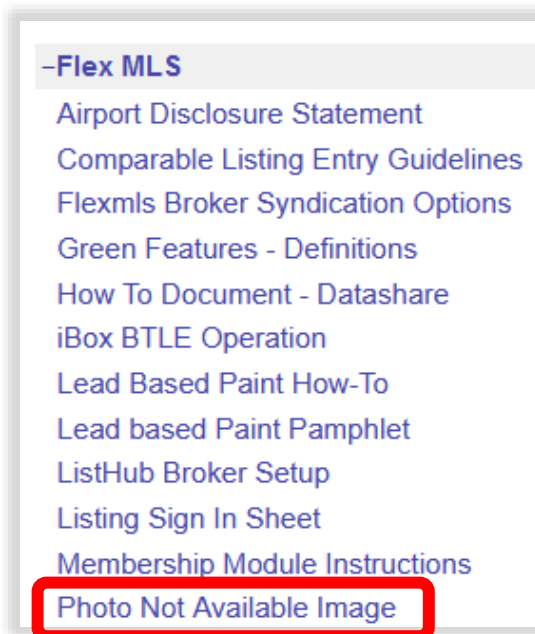 −Flex MLS
Airport Disclosure Statement
Comparable Listing Entry Guidelines
Flexmls Broker Syndication Options
Green Features - Definitions
How To Document - Datashare
iBox BTLE Operation
Lead Based Paint How-To
Lead based Paint Pamphlet
ListHub Broker Setup
Listing Sign In Sheet
Membership Module Instructions
Photo Not Available Image